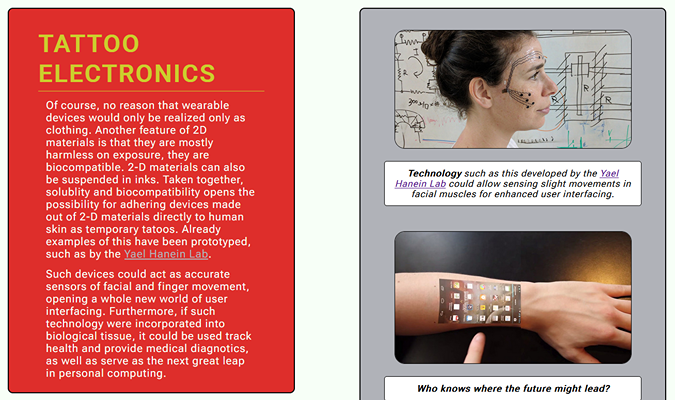 TATTOO
ELECTRONICS
Of course, no reason that wearable
devices would only be realized only as
clothing. Another feature of 2D
materials is that they are mostly
harmless on exposure, they are
biocompatible. 2-D materials can also
be suspended in inks. Taken together,
solublity and biocompatibility opens the
possibility for adhering devices made
out of 2-D materials directly to human
skin as temporary tatoos. Already
examples of this have been prototyped,
such as by the Yael Hanein Lab.
Such devices could act as accurate
sensors of facial and finger movement,
opening a whole new world of user
interfacing. Furthermore, if such
technology were incorporated into
biological tissue, it could be used track
health and provide medical diagnotics,
as well as serve as the next great leap
in personal computing.
Technology such as this developed by the Yael
Hanein Lab could allow sensing slight movements in
facial muscles for enhanced user interfacing.
Who knows where the future might lead?